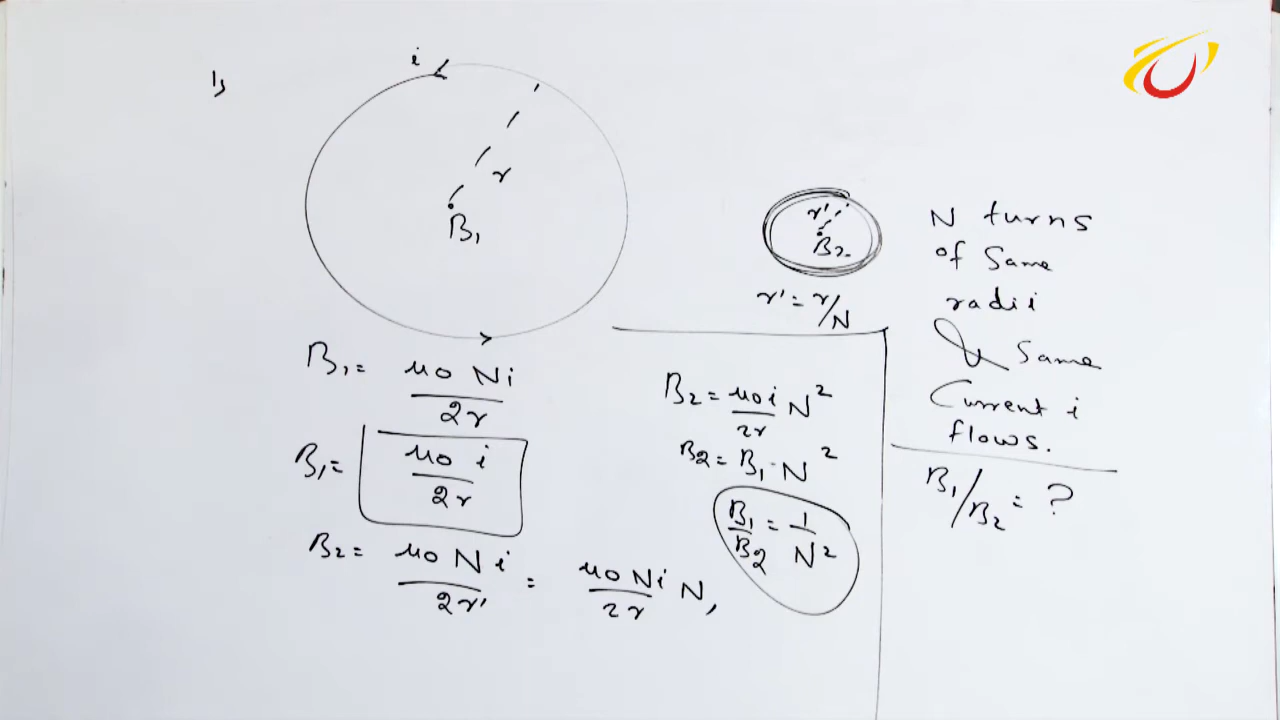 1)
i
r
B₁
r'
B₂
r' = r/N
N turns
of Same
radii
& Same
Current i
flows.
B₁/B₂ = ?
B₁ = μ₀ N i / 2r
B₁ = μ₀ i / 2r
B₂ = μ₀ N i / 2r' = μ₀ N i / 2r N,
B₂ = μ₀ i / 2r N²
B₂ = B₁ · N²
B₁/B₂ = 1/N²